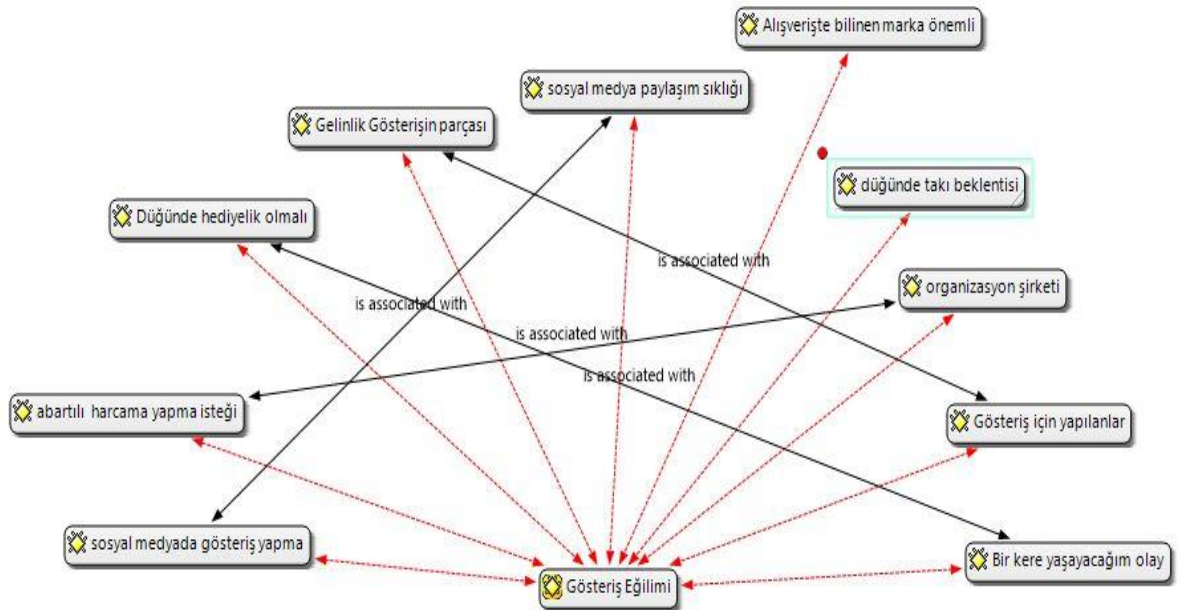 Alışverişte bilinen marka önemli
sosyal medya paylaşım sıklığı
Gelinlik Gösterişin parçası
düğünde takı beklentisi
Düğünde hediyelik olmalı
is associated with
organizasyon şirketi
is associated with
is associated with
is associated with
abartılı harcama yapma isteği
Gösteriş için yapılanlar
sosyal medyada gösteriş yapma
Bir kere yaşayacağım olay
Gösteriş Eğilimi